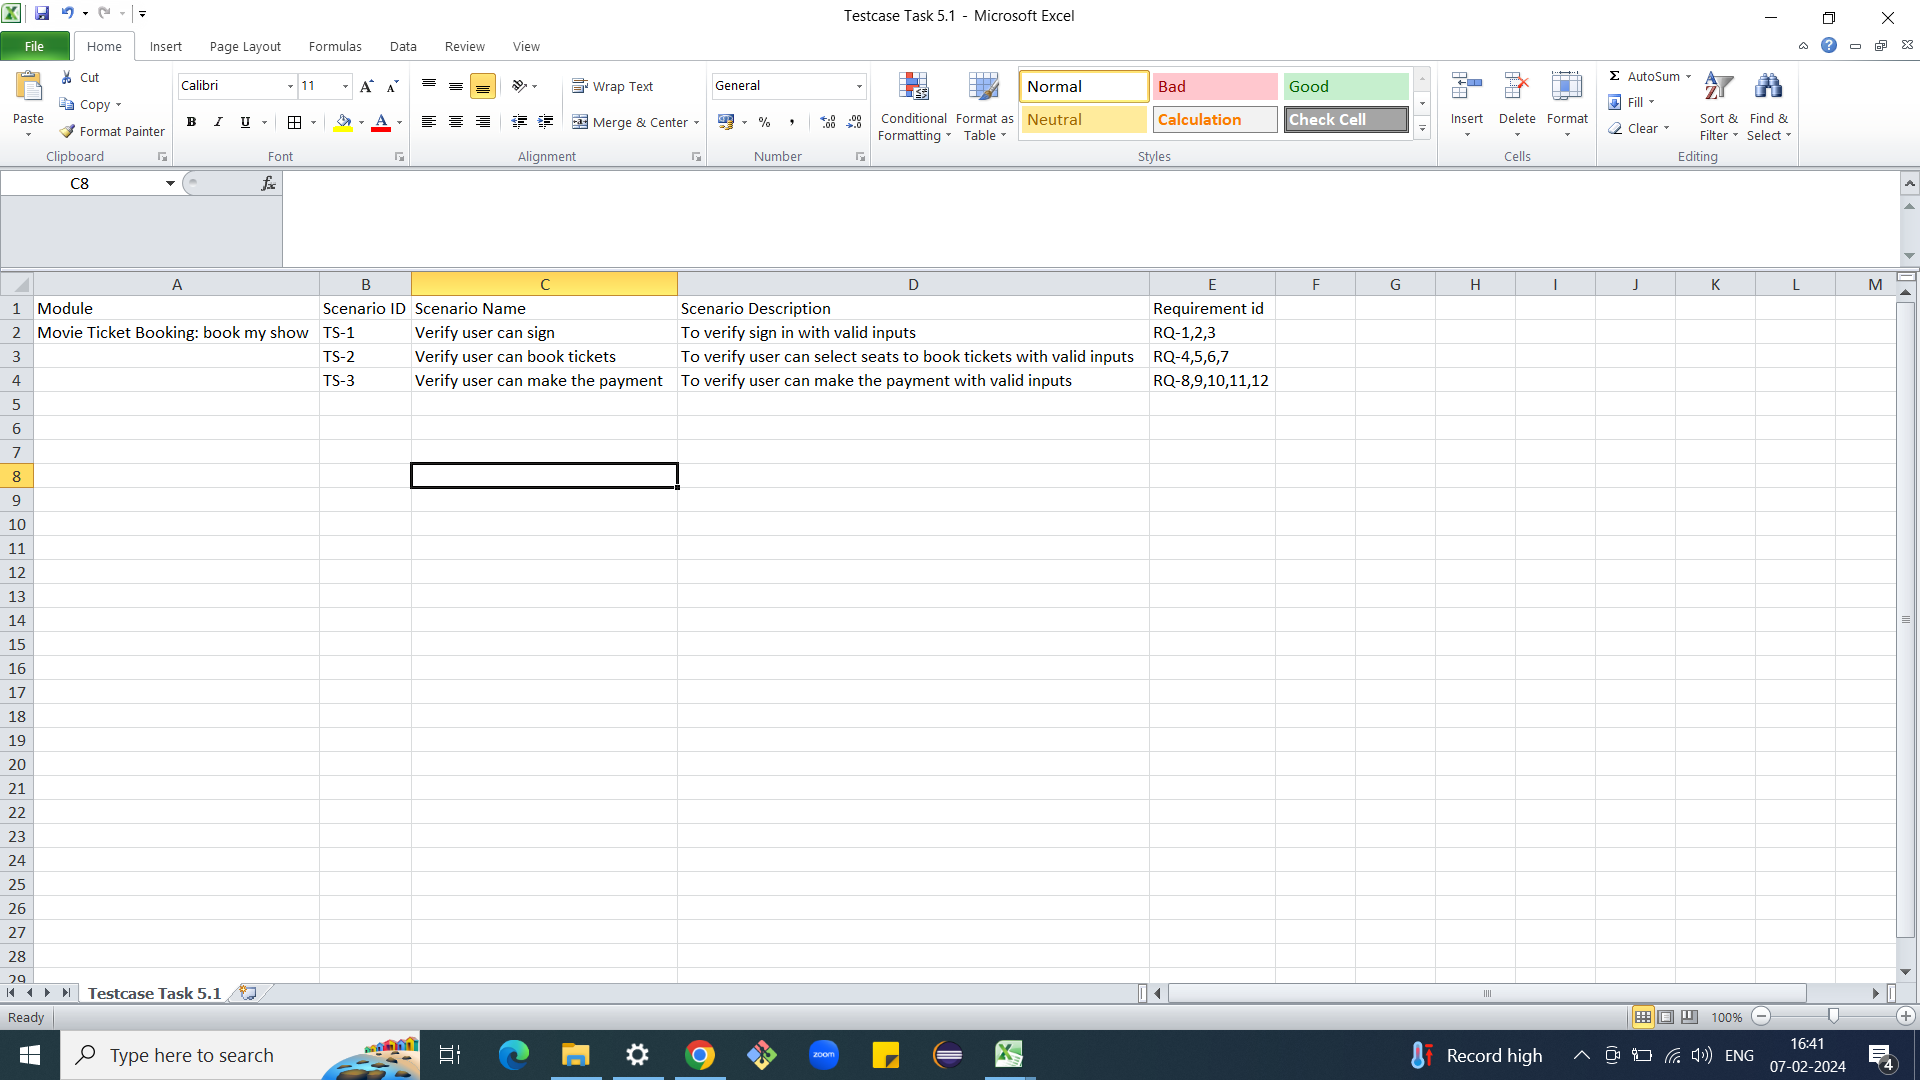 Testcase Task 5.1 - Microsoft Excel
File Home Insert Page Layout Formulas Data Review View
Paste Cut Copy Format Painter Clipboard
Calibri 11 B I U Font
Wrap Text Merge & Center Alignment
General % , Number
Conditional Formatting Format as Table
Normal Bad Good
Neutral Calculation Check Cell
Styles
Insert Delete Format Cells
Σ AutoSum Fill Clear Sort & Filter Find & Select Editing
C8 fx
A B C D E F G H I J K L M
1 Module Scenario ID Scenario Name Scenario Description Requirement id
2 Movie Ticket Booking: book my show TS-1 Verify user can sign To verify sign in with valid inputs RQ-1,2,3
3 TS-2 Verify user can book tickets To verify user can select seats to book tickets with valid inputs RQ-4,5,6,7
4 TS-3 Verify user can make the payment To verify user can make the payment with valid inputs RQ-8,9,10,11,12
5
6
7
8
9
10
11
12
13
14
15
16
17
18
19
20
21
22
23
24
25
26
27
28
29
Testcase Task 5.1
Ready 100%
Type here to search zoom Record high ENG 16:41
07-02-2024 4